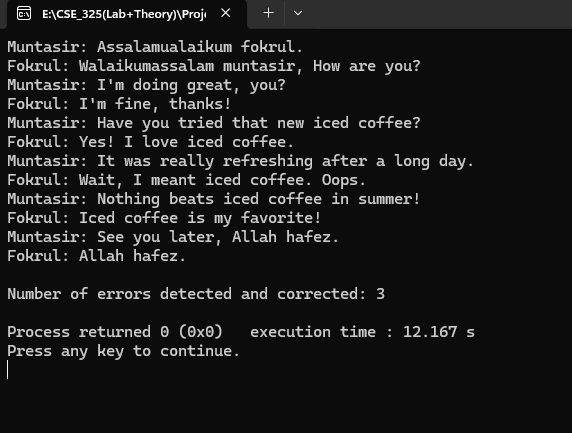 E:\CSE_325(Lab+Theory)\Proje
Muntasir: Assalamualaikum fokrul.
Fokrul: Walaikumassalam muntasir, How are you?
Muntasir: I'm doing great, you?
Fokrul: I'm fine, thanks!
Muntasir: Have you tried that new iced coffee?
Fokrul: Yes! I love iced coffee.
Muntasir: It was really refreshing after a long day.
Fokrul: Wait, I meant iced coffee. Oops.
Muntasir: Nothing beats iced coffee in summer!
Fokrul: Iced coffee is my favorite!
Muntasir: See you later, Allah hafez.
Fokrul: Allah hafez.
Number of errors detected and corrected: 3
Process returned 0 (0x0)   execution time : 12.167 s
Press any key to continue.